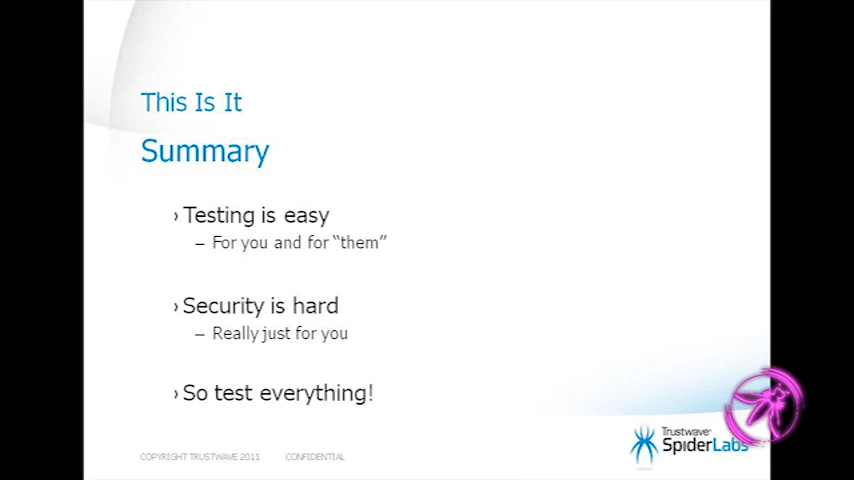 This Is It
Summary
› Testing is easy
– For you and for “them”
› Security is hard
– Really just for you
› So test everything!
COPYRIGHT TRUSTWAVE 2011 CONFIDENTIAL
Trustwave®
SpiderLabs